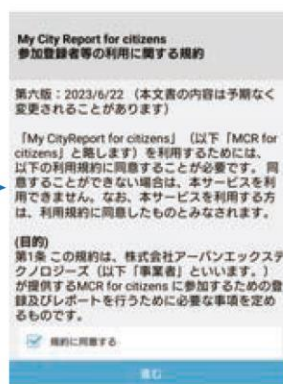 My City Report for citizens
参加登録者等の利用に関する規約
第六版：2023/6/22 （本文書の内容は予期なく
変更されることがあります）
「My CityReport for citizens」（以下「MCR for
citizens」と略します）を利用するためには、
以下の利用規約に同意することが必要です。 同
意することができない場合は、本サービスを利
用できません。なお、本サービスを利用する方
は、利用規約に同意したものとみなされます。
(目的)
第1条 この規約は、株式会社アーバンエックステ
クノロジーズ（以下「事業者」といいます。）
が提供するMCR for citizens に参加するための登
録及びレポートを行うために必要な事項を定め
るものです。
規約に同意する
進む